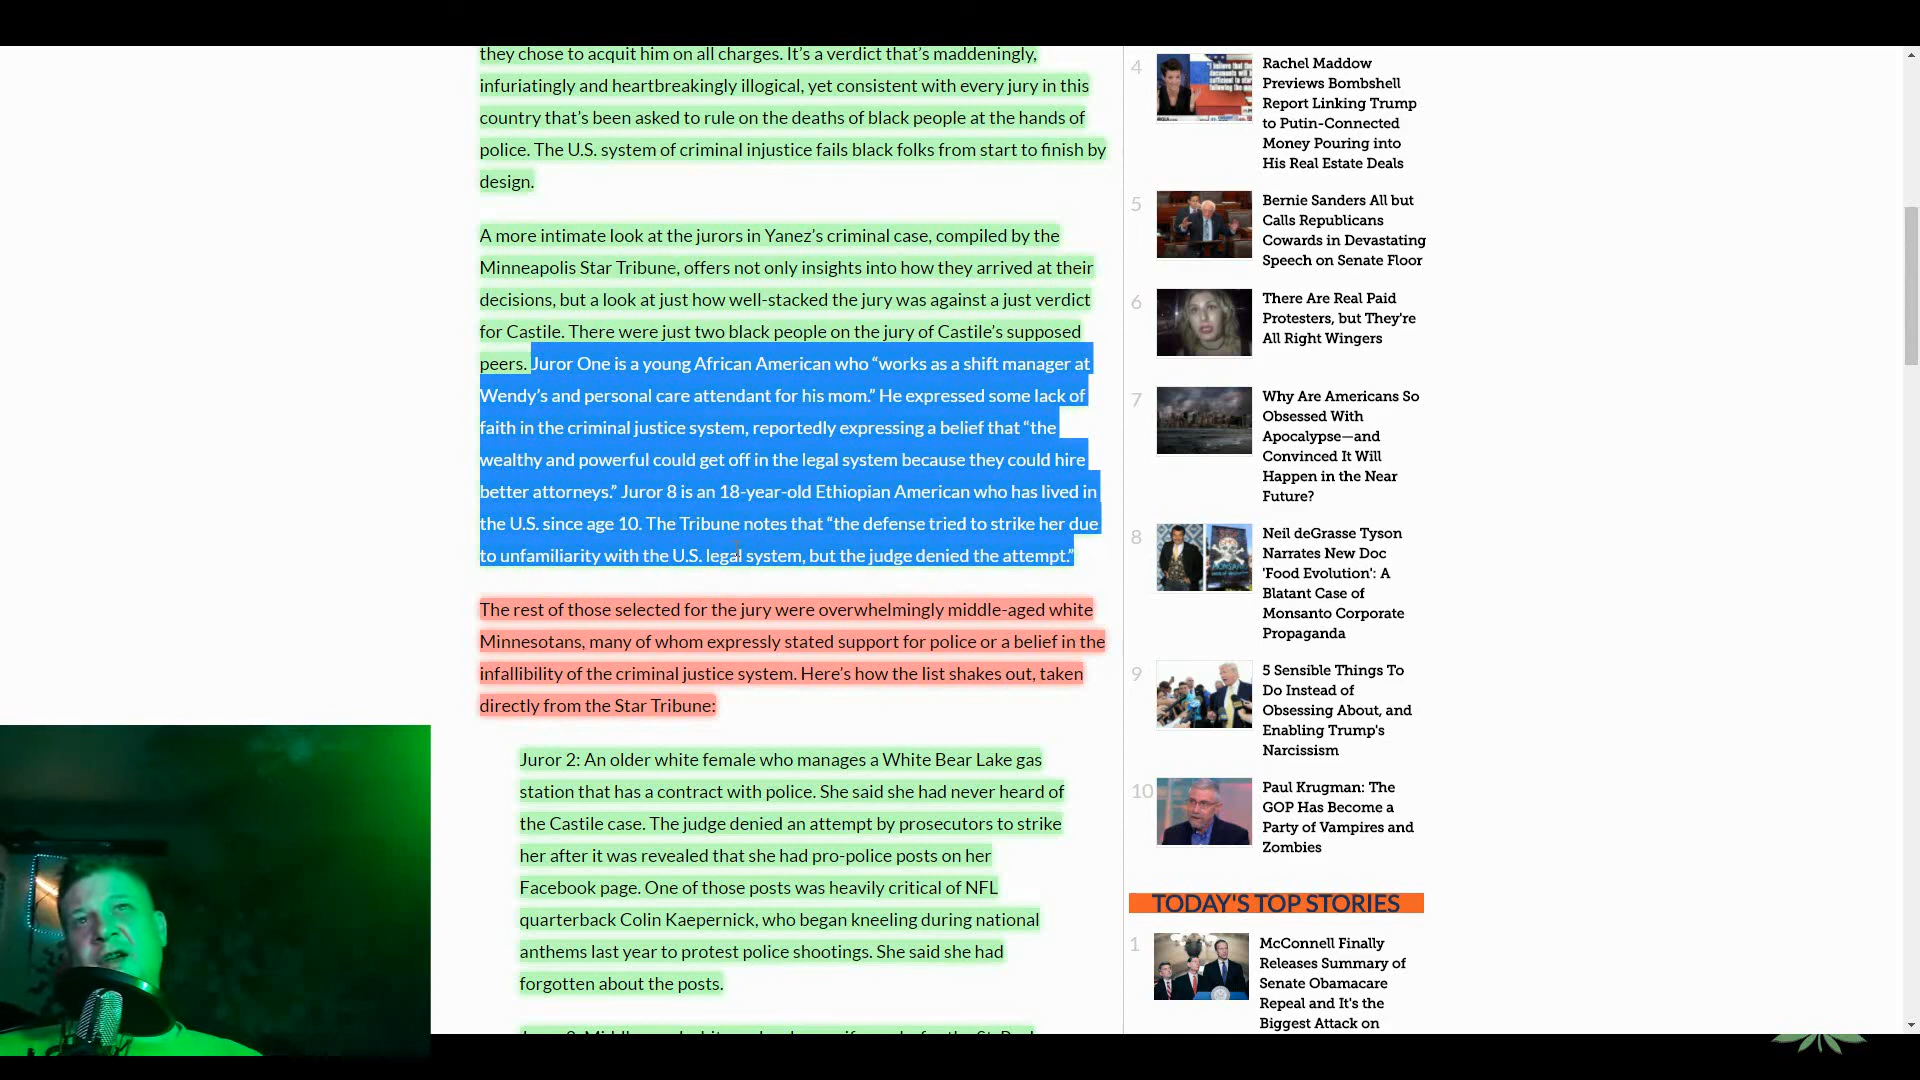 they chose to acquit him on all charges. It’s a verdict that’s maddeningly,
infuriatingly and heartbreakingly illogical, yet consistent with every jury in this
country that’s been asked to rule on the deaths of black people at the hands of
police. The U.S. system of criminal injustice fails black folks from start to finish by
design.
A more intimate look at the jurors in Yanez’s criminal case, compiled by the
Minneapolis Star Tribune, offers not only insights into how they arrived at their
decisions, but a look at just how well-stacked the jury was against a just verdict
for Castile. There were just two black people on the jury of Castile’s supposed
peers. Juror One is a young African American who “works as a shift manager at
Wendy’s and personal care attendant for his mom.” He expressed some lack of
faith in the criminal justice system, reportedly expressing a belief that “the
wealthy and powerful could get off in the legal system because they could hire
better attorneys.” Juror 8 is an 18-year-old Ethiopian American who has lived in
the U.S. since age 10. The Tribune notes that “the defense tried to strike her due
to unfamiliarity with the U.S. legal system, but the judge denied the attempt.”
The rest of those selected for the jury were overwhelmingly middle-aged white
Minnesotans, many of whom expressly stated support for police or a belief in the
infallibility of the criminal justice system. Here’s how the list shakes out, taken
directly from the Star Tribune:
Juror 2: An older white female who manages a White Bear Lake gas
station that has a contract with police. She said she had never heard of
the Castile case. The judge denied an attempt by prosecutors to strike
her after it was revealed that she had pro-police posts on her
Facebook page. One of those posts was heavily critical of NFL
quarterback Colin Kaepernick, who began kneeling during national
anthems last year to protest police shootings. She said she had
forgotten about the posts.
4
Rachel Maddow
Previews Bombshell
Report Linking Trump
to Putin-Connected
Money Pouring into
His Real Estate Deals
5
Bernie Sanders All but
Calls Republicans
Cowards in Devastating
Speech on Senate Floor
6
There Are Real Paid
Protesters, but They're
All Right Wingers
7
Why Are Americans So
Obsessed With
Apocalypse—and
Convinced It Will
Happen in the Near
Future?
8
Neil deGrasse Tyson
Narrates New Doc
'Food Evolution': A
Blatant Case of
Monsanto Corporate
Propaganda
9
5 Sensible Things To
Do Instead of
Obsessing About, and
Enabling Trump's
Narcissism
10
Paul Krugman: The
GOP Has Become a
Party of Vampires and
Zombies
TODAY'S TOP STORIES
1
McConnell Finally
Releases Summary of
Senate Obamacare
Repeal and It's the
Biggest Attack on